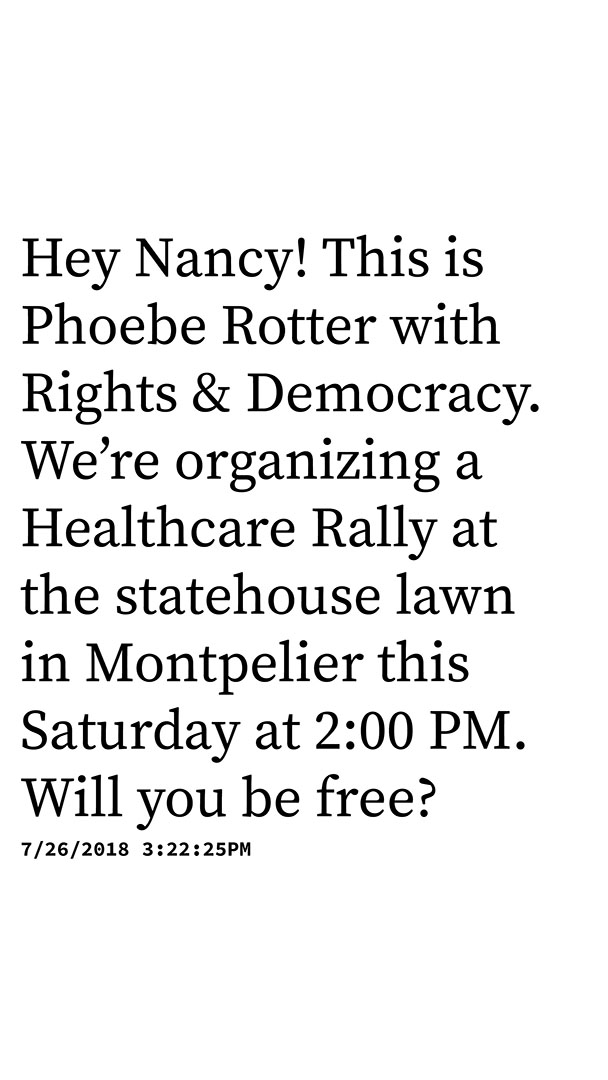 Hey Nancy! This is
Phoebe Rotter with
Rights & Democracy.
We’re organizing a
Healthcare Rally at
the statehouse lawn
in Montpelier this
Saturday at 2:00 PM.
Will you be free?
7/26/2018 3:22:25PM